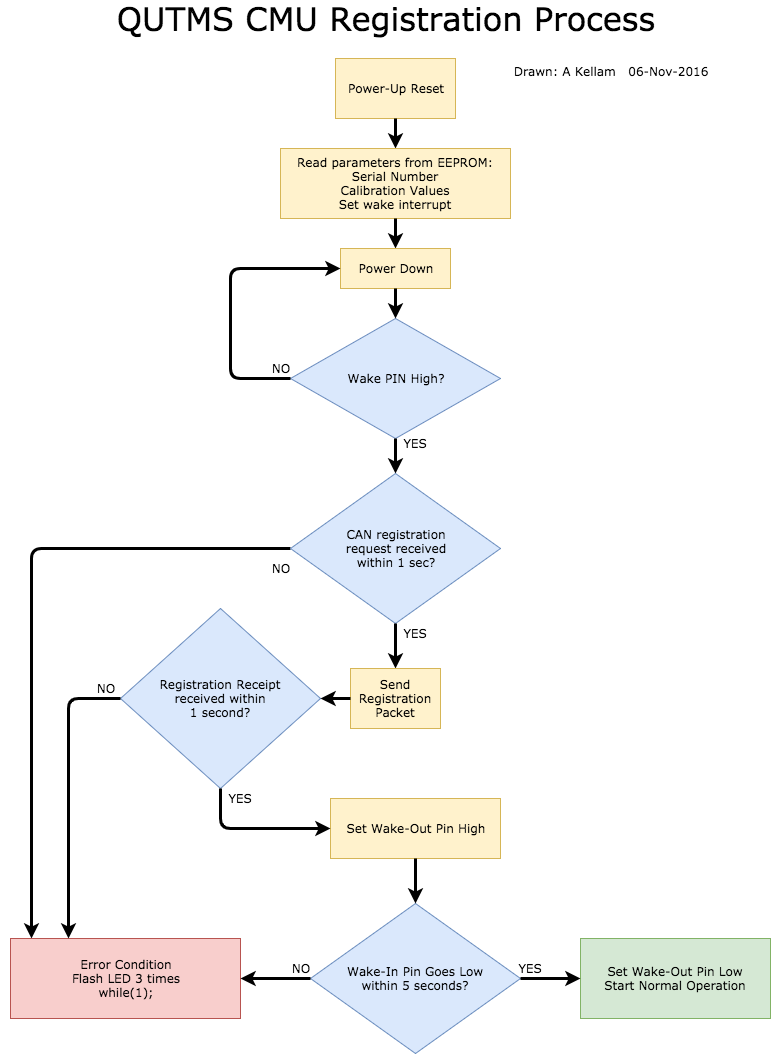 QUTMS CMU Registration Process
Drawn: A Kellam   06-Nov-2016
Power-Up Reset
Read parameters from EEPROM:
Serial Number
Calibration Values
Set wake interrupt
Power Down
Wake PIN High?
NO
YES
CAN registration
request received
within 1 sec?
NO
YES
Send
Registration
Packet
Registration Receipt
received within
1 second?
NO
YES
Set Wake-Out Pin High
Wake-In Pin Goes Low
within 5 seconds?
NO
YES
Error Condition
Flash LED 3 times
while(1);
Set Wake-Out Pin Low
Start Normal Operation